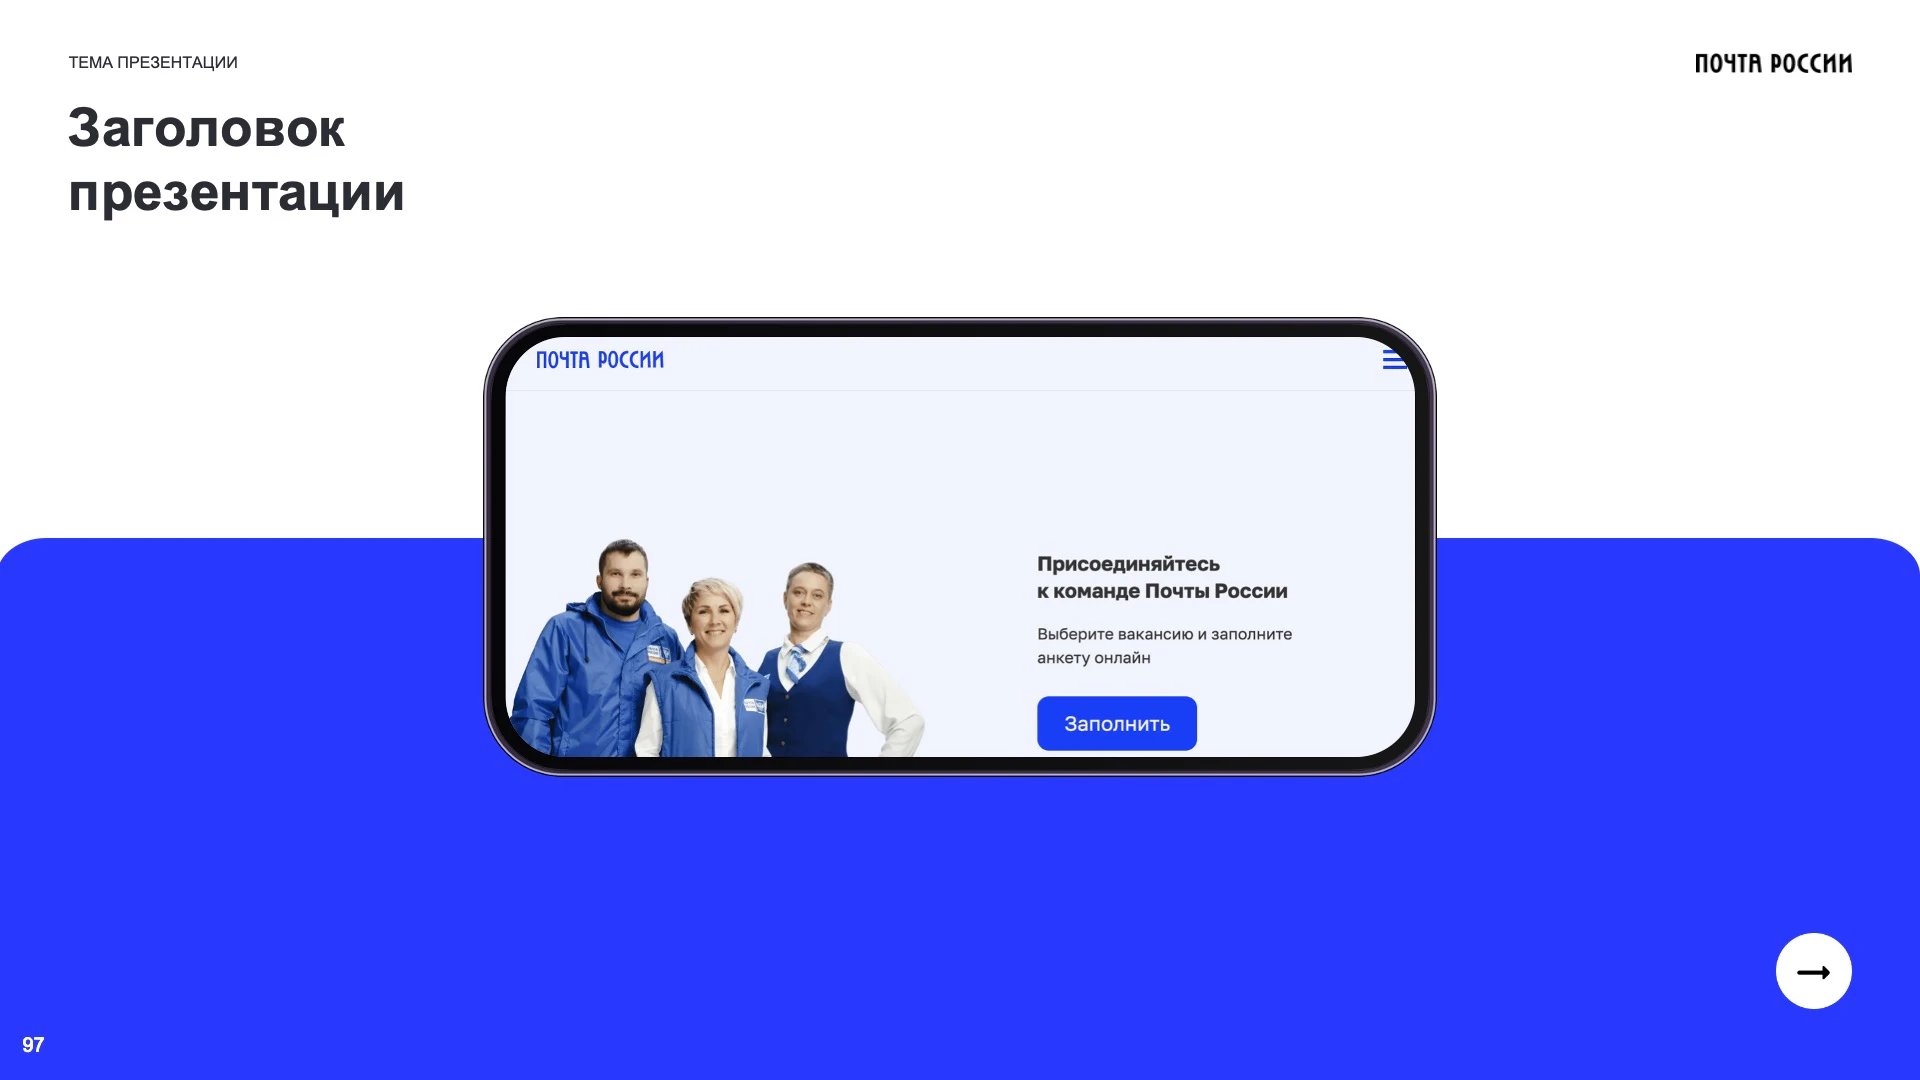 ТЕМА ПРЕЗЕНТАЦИИ
ПОЧТА РОССИИ
Заголовок
презентации
ПОЧТА РОССИИ
Присоединяйтесь
к команде Почты России
Выберите вакансию и заполните
анкету онлайн
Заполнить
97